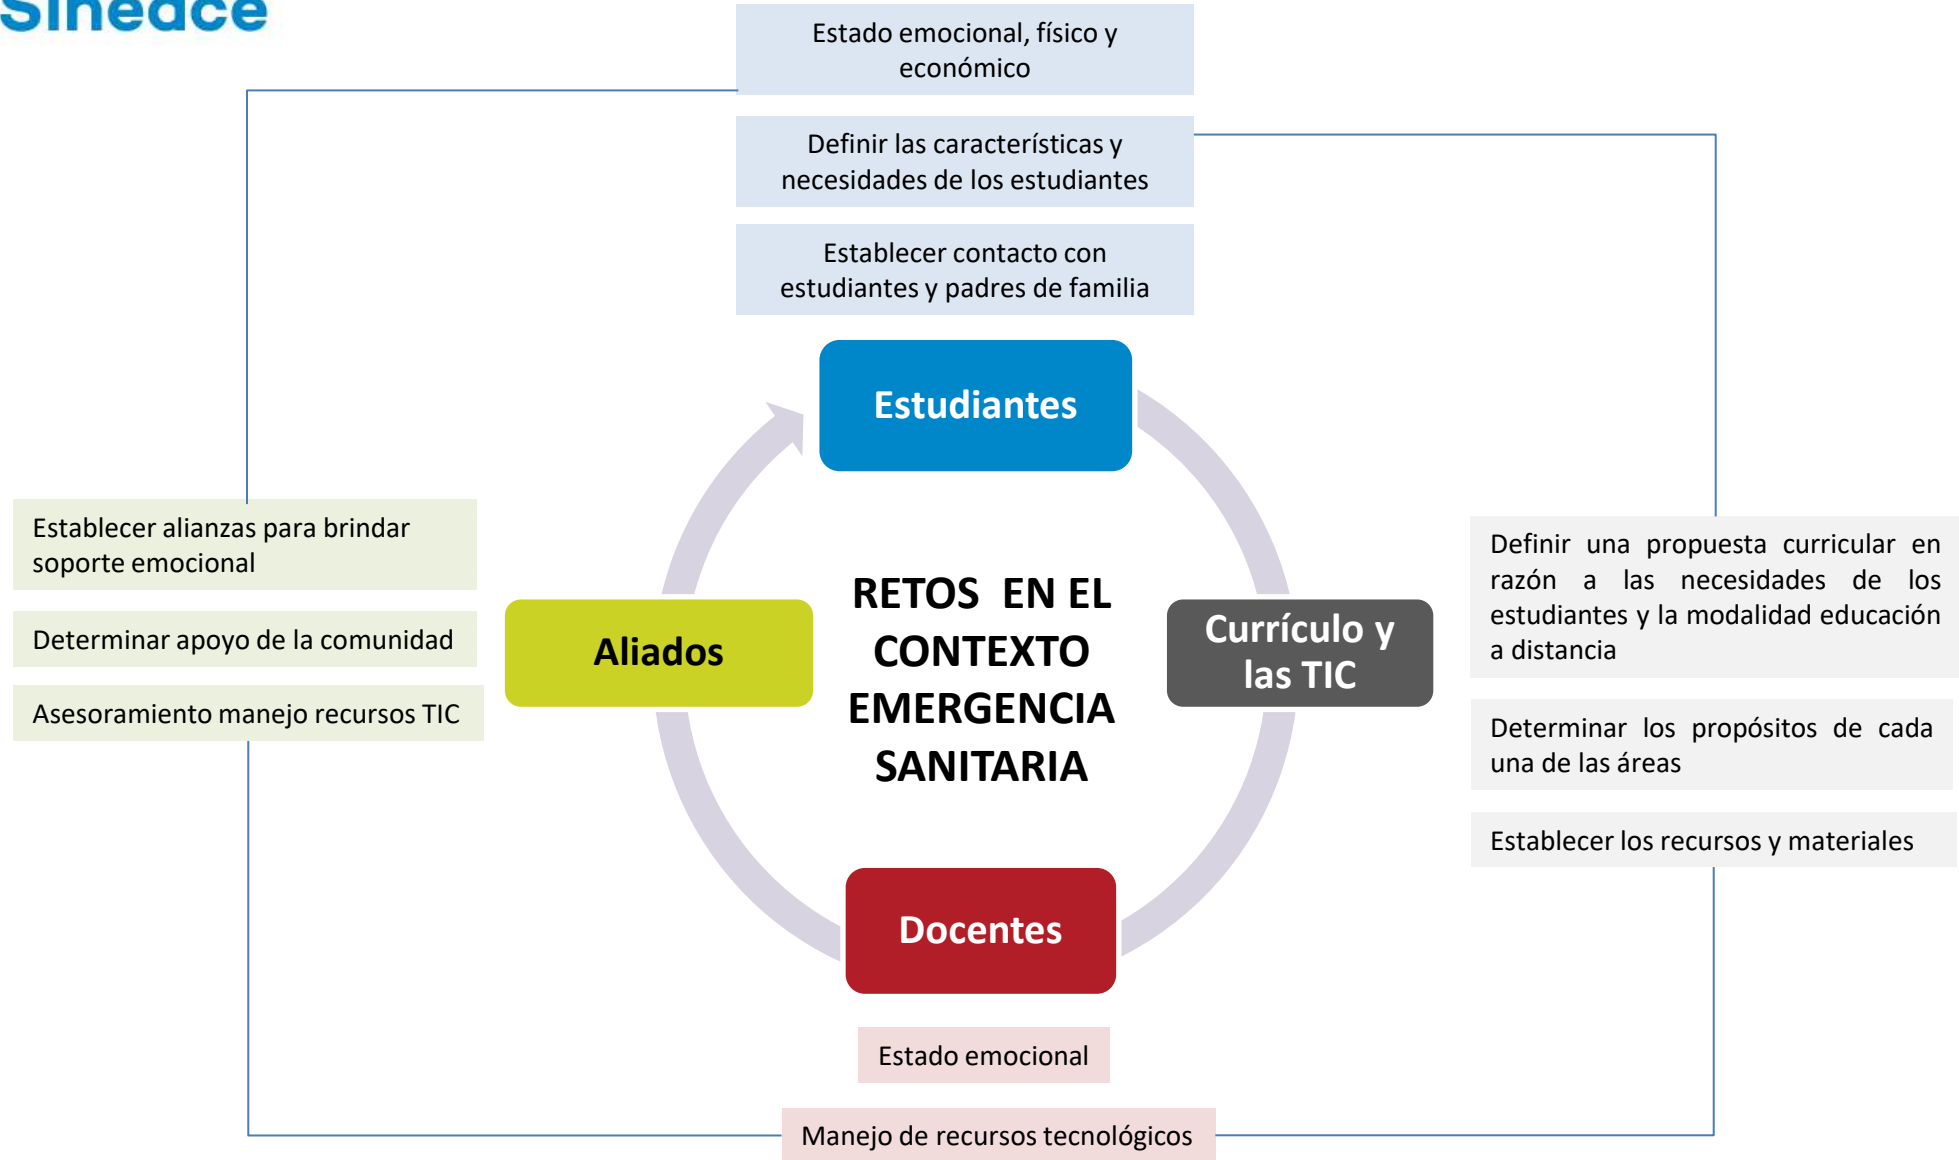 Sineace
Estado emocional, físico y
económico
Definir las características y
necesidades de los estudiantes
Establecer contacto con
estudiantes y padres de familia
Estudiantes
Establecer alianzas para brindar
soporte emocional
Determinar apoyo de la comunidad
Asesoramiento manejo recursos TIC
Aliados
RETOS EN EL
CONTEXTO
EMERGENCIA
SANITARIA
Currículo y
las TIC
Definir una propuesta curricular en
razón a las necesidades de los
estudiantes y la modalidad educación
a distancia
Determinar los propósitos de cada
una de las áreas
Establecer los recursos y materiales
Docentes
Estado emocional
Manejo de recursos tecnológicos